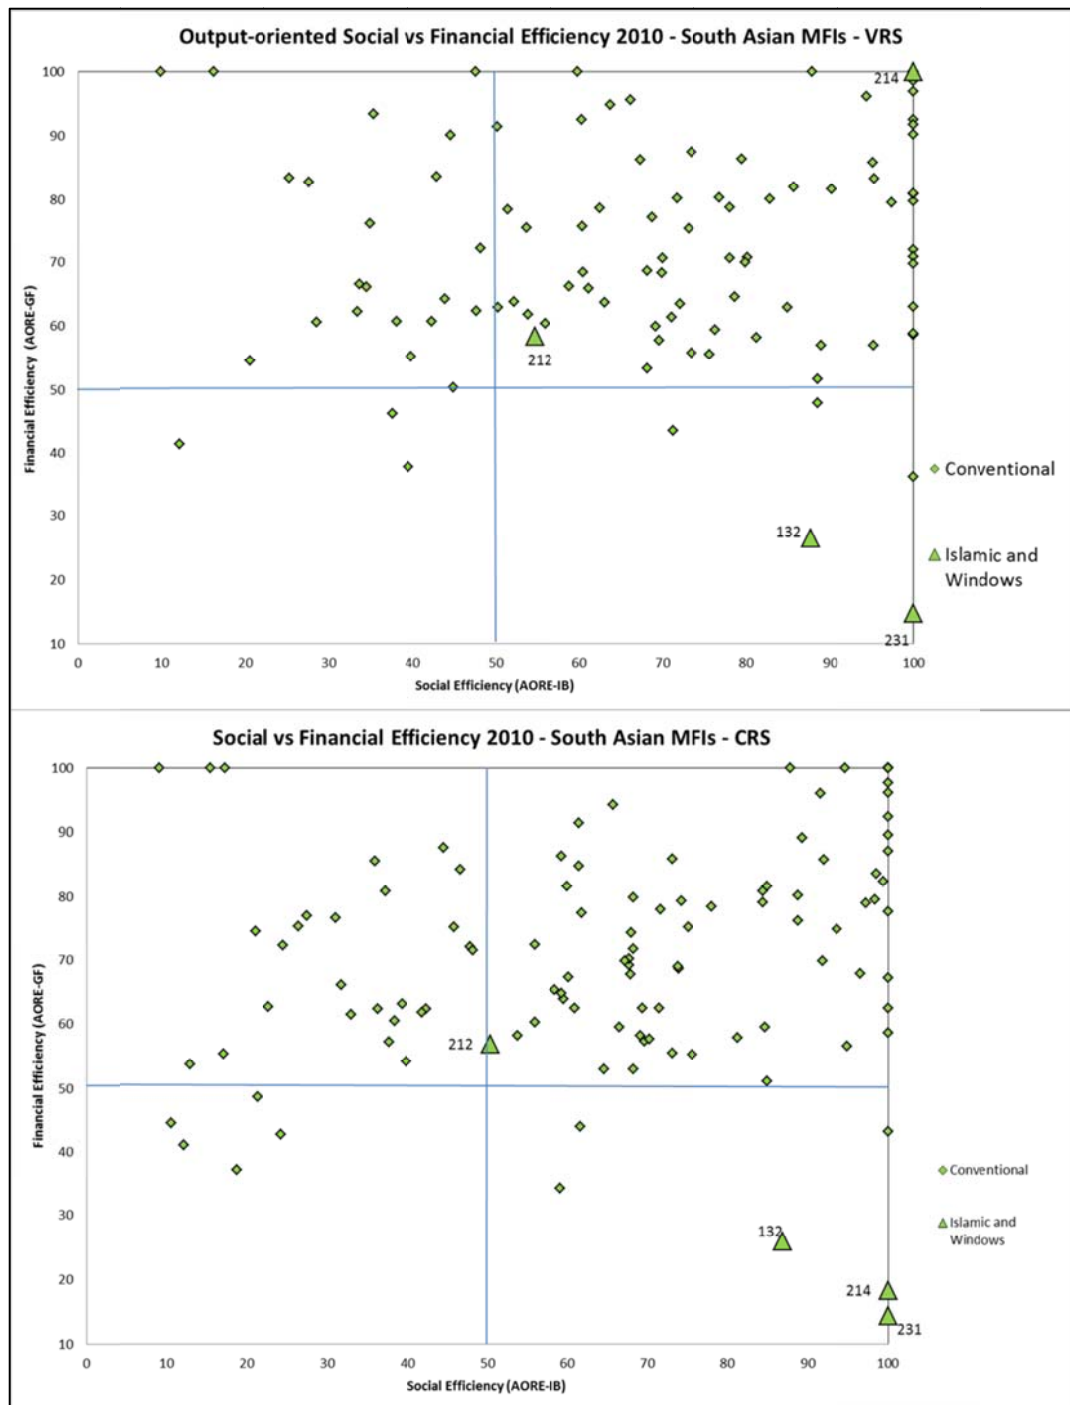 Output-oriented Social vs Financial Efficiency 2010 - South Asian MFIs - VRS
100
90
80
70
60
50
40
30
20
10
Financial Efficiency (AORE-GF)
214
212
132
231
Conventional
Islamic and
Windows
0 10 20 30 40 50 60 70 80 90 100
Social Efficiency (AORE-IB)
Social vs Financial Efficiency 2010 - South Asian MFIs - CRS
100
90
80
70
60
50
40
30
20
10
Financial Efficiency (AORE-GF)
212
132
214
231
Conventional
Islamic and
Windows
0 10 20 30 40 50 60 70 80 90 100
Social Efficiency (AORE-IB)